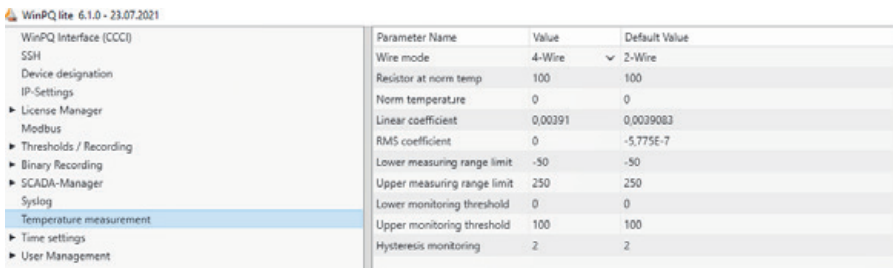 WinPQ lite 6.1.0 - 23.07.2021
WinPQ Interface (CCCI)
SSH
Device designation
IP-Settings
License Manager
Modbus
Thresholds / Recording
Binary Recording
SCADA-Manager
Syslog
Temperature measurement
Time settings
User Management
Parameter Name Value Default Value
Wire mode 4-Wire 2-Wire
Resistor at norm temp 100 100
Norm temperature 0 0
Linear coefficient 0,00391 0,0039083
RMS coefficient 0 -5,775E-7
Lower measuring range limit -50 -50
Upper measuring range limit 250 250
Lower monitoring threshold 0 0
Upper monitoring threshold 100 100
Hysteresis monitoring 2 2